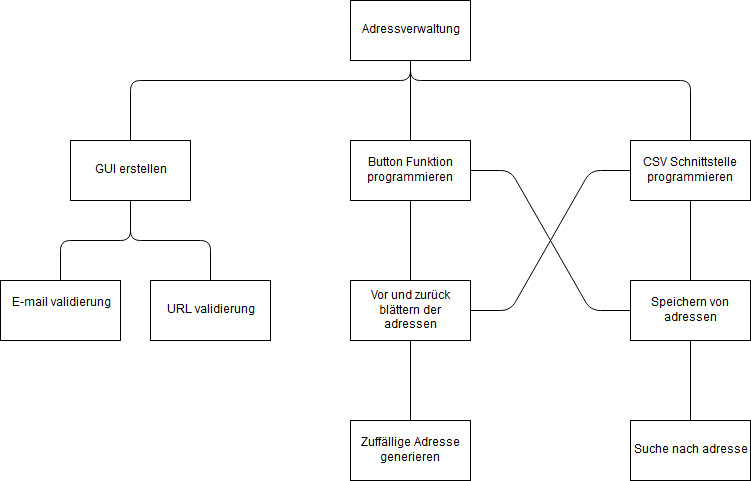 Adressverwaltung
GUI erstellen
Button Funktion
programmieren
CSV Schnittstelle
programmieren
E-mail validierung
URL validierung
Vor und zurück
blättern der
adressen
Speichern von
adressen
Zuffällige Adresse
generieren
Suche nach adresse